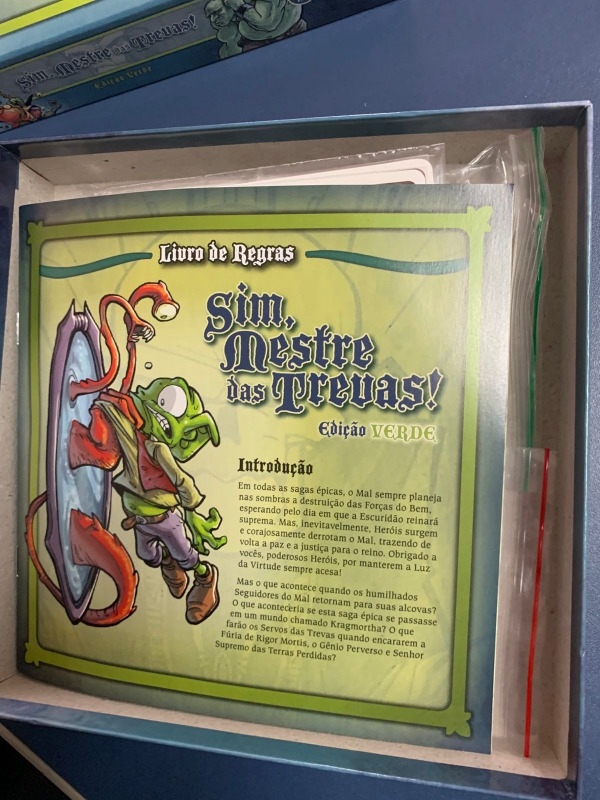 Sim, Mestre das Trevas!
Edição Verde
Livro de Regras
Sim,
Mestre
das Trevas!
Edição VERDE
Introdução
Em todas as sagas épicas, o Mal sempre planeja
nas sombras a destruição das Forças do Bem,
esperando pelo dia em que a Escuridão reinará
suprema. Mas, inevitavelmente, Heróis surgem
e corajosamente derrotam o Mal, trazendo de
volta a paz e a justiça para o reino. Obrigado a
vocês, poderosos Heróis, por manterem a Luz
da Virtude sempre acesa!
Mas o que acontece quando os humilhados
Seguidores do Mal retornam para suas alcovas?
O que aconteceria se esta saga épica se passasse
em um mundo chamado Kragmortha? O que
farão os Servos das Trevas quando encararem a
Fúria de Rigor Mortis, o Gênio Perverso e Senhor
Supremo das Terras Perdidas?